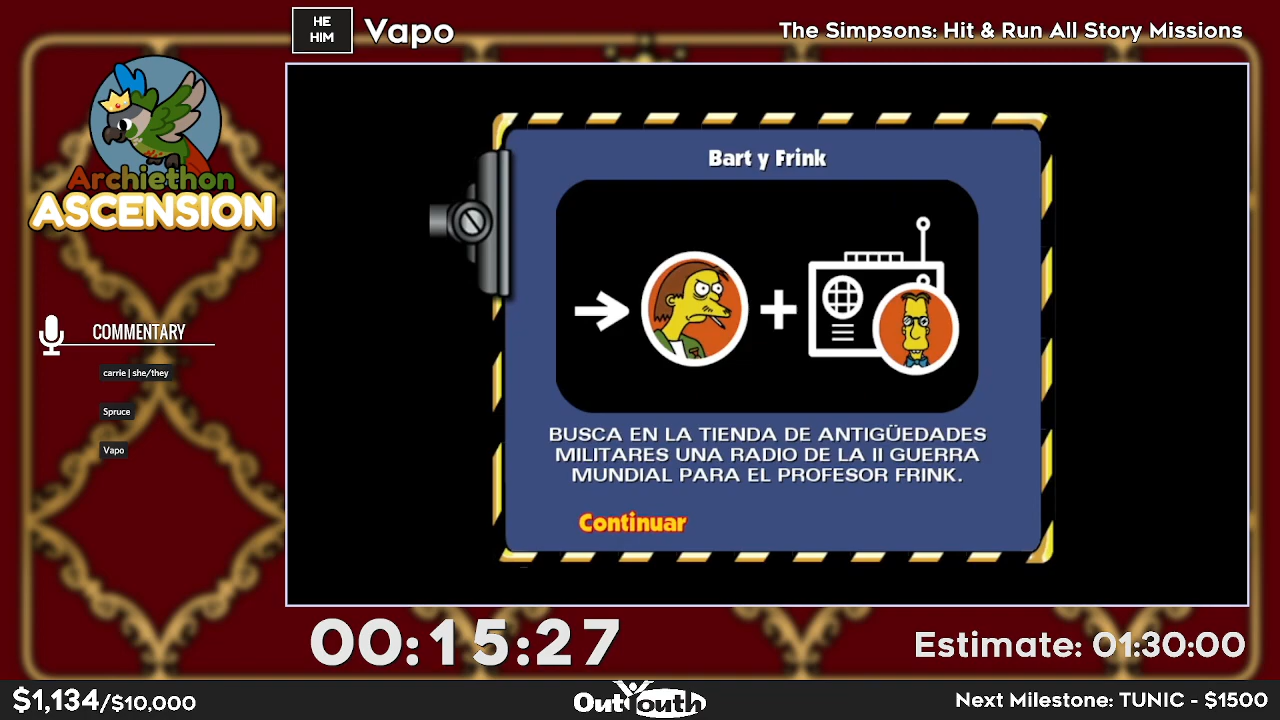 HE
HIM
Vapo
The Simpsons: Hit & Run All Story Missions
Archiethon
ASCENSION
COMMENTARY
carrie | she/they
Spruce
Vapo
Bart y Frink
BUSCA EN LA TIENDA DE ANTIGÜEDADES
MILITARES UNA RADIO DE LA II GUERRA
MUNDIAL PARA EL PROFESOR FRINK.
Continuar
00:15:27
Estimate: 01:30:00
$1,134/$10,000
OutYouth
Next Milestone: TUNIC - $1500